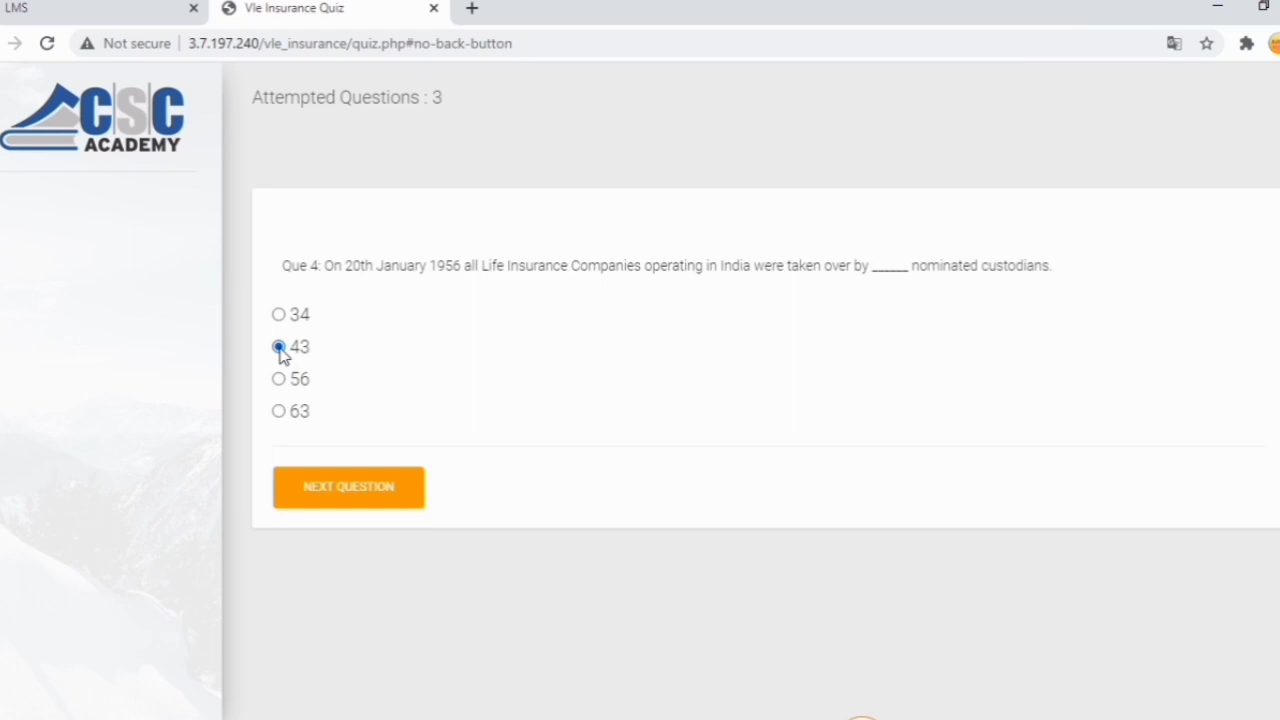 LMS
Vle Insurance Quiz
Not secure
3.7.197.240/vle_insurance/quiz.php#no-back-button
C|S|C
ACADEMY
Attempted Questions : 3
Que 4: On 20th January 1956 all Life Insurance Companies operating in India were taken over by ______ nominated custodians.
34
43
56
63
NEXT QUESTION